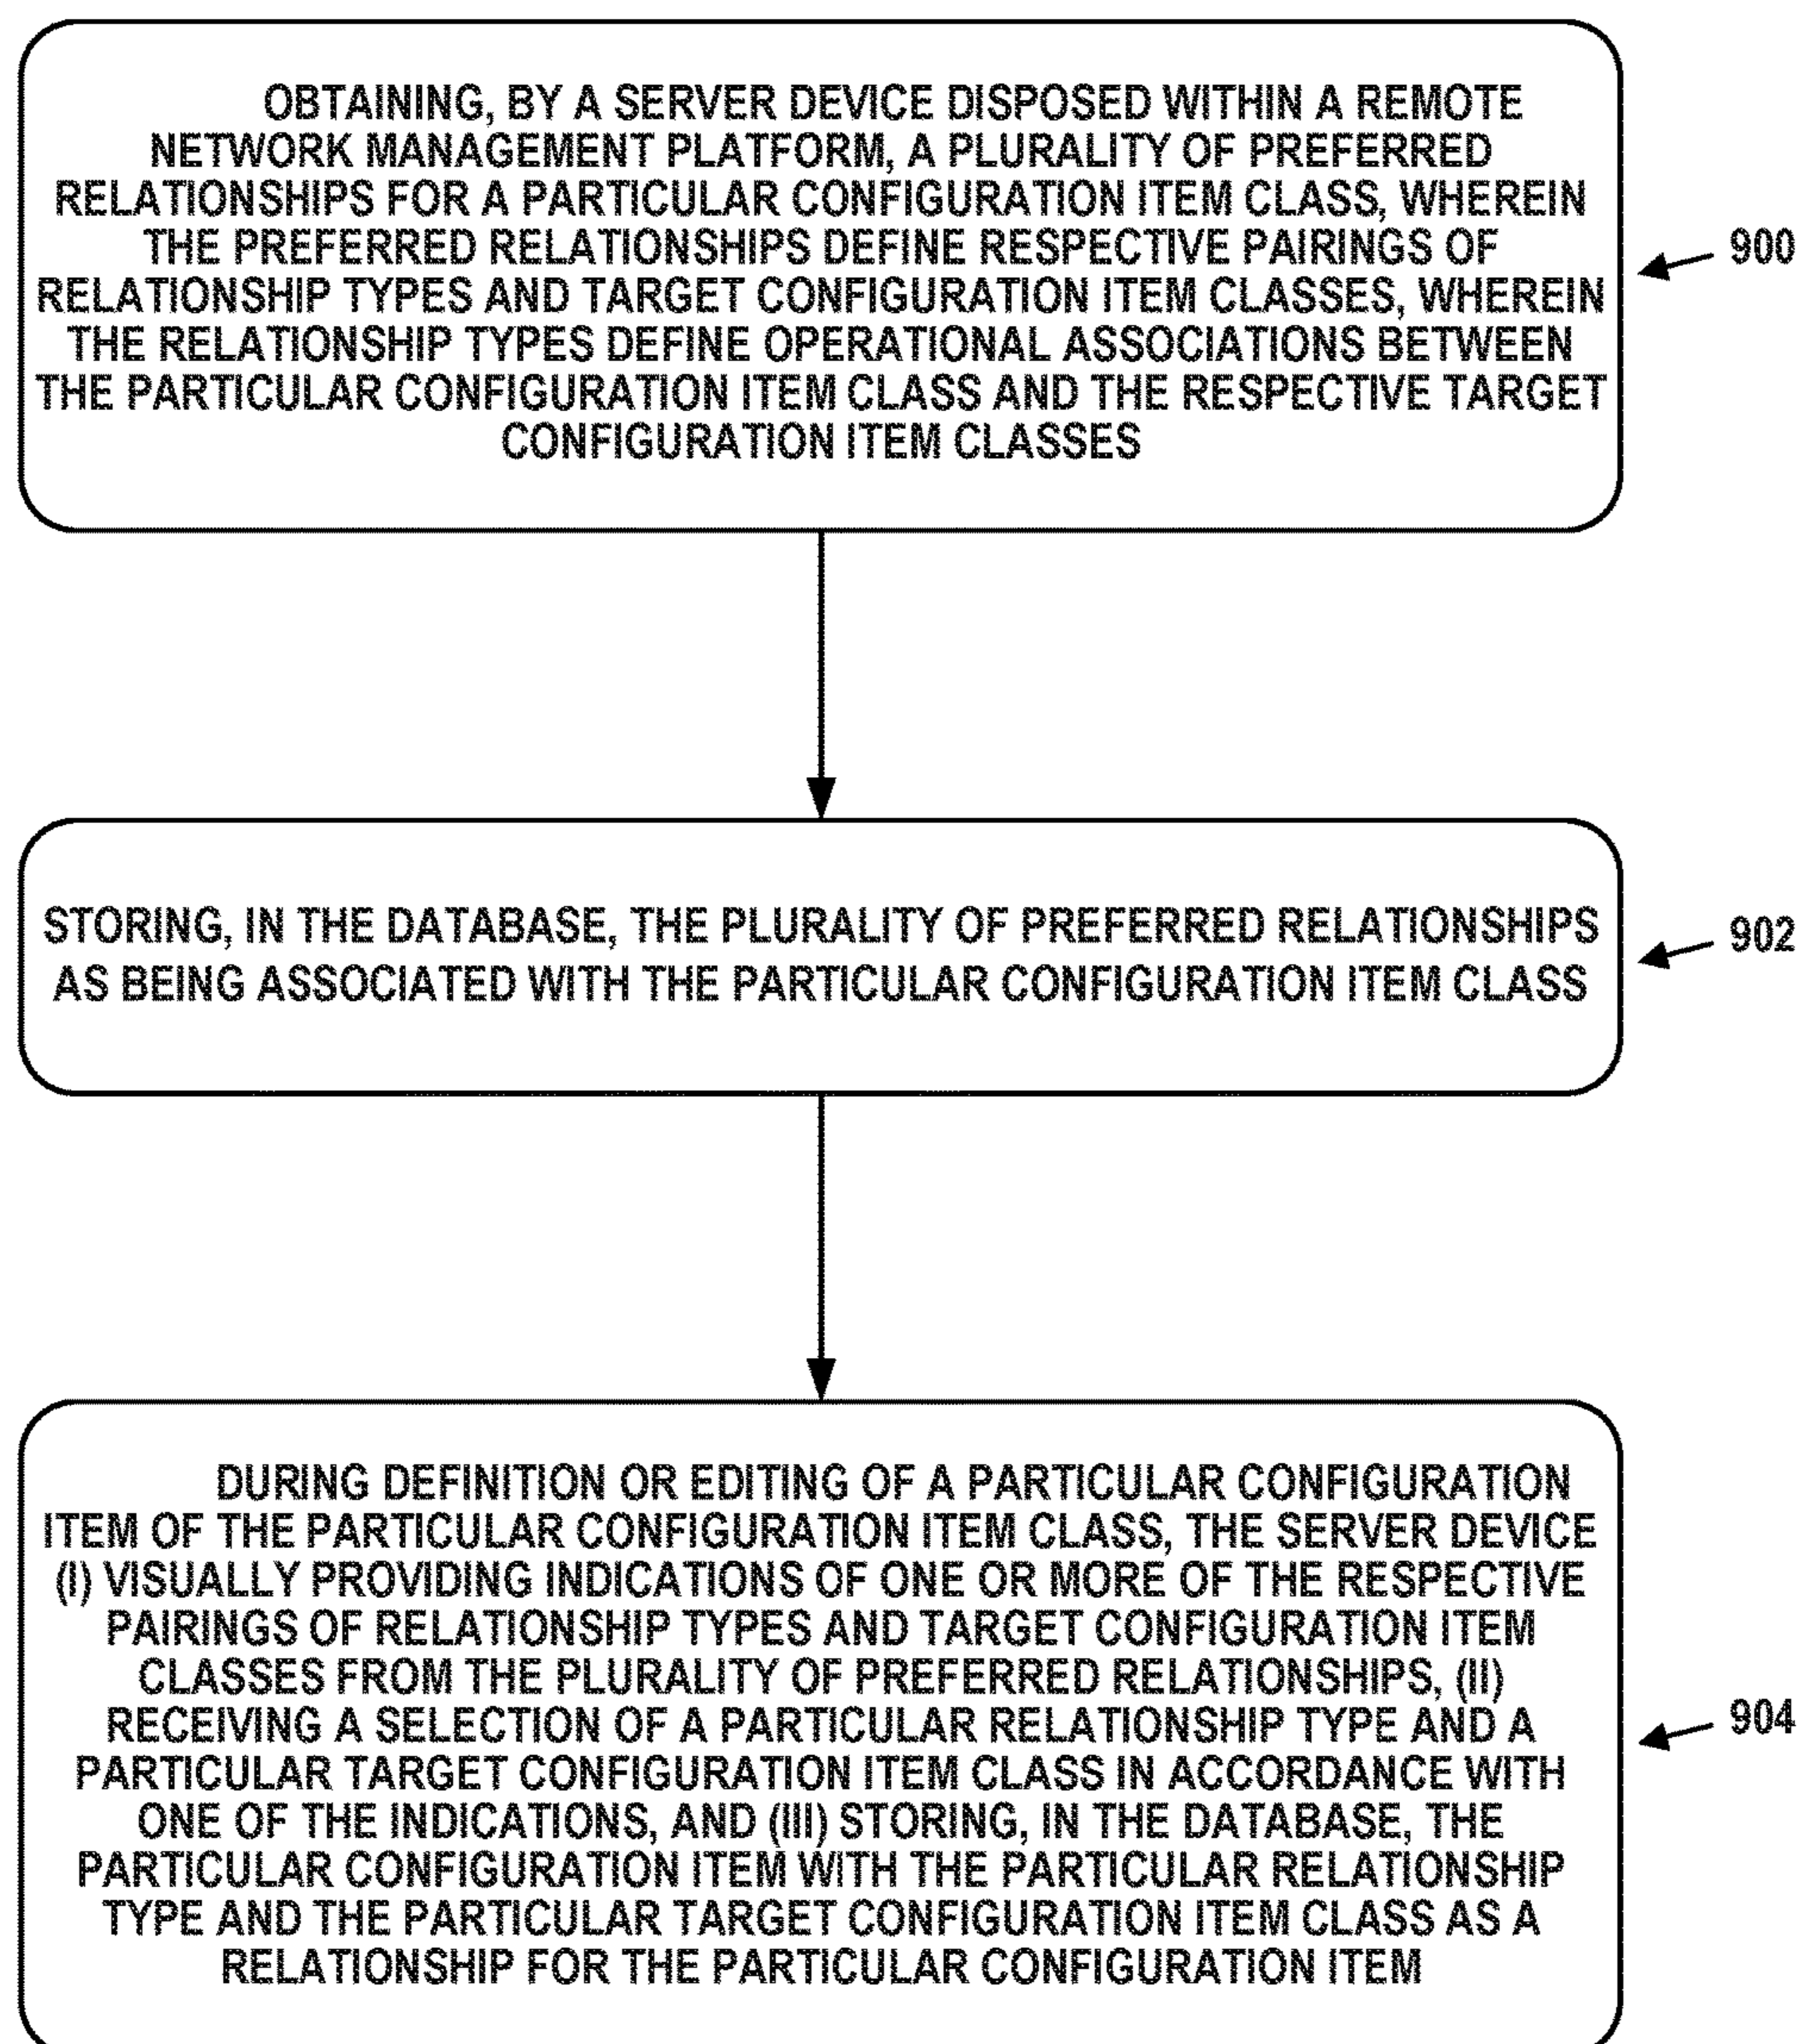 OBTAINING, BY A SERVER DEVICE DISPOSED WITHIN A REMOTE
NETWORK MANAGEMENT PLATFORM, A PLURALITY OF PREFERRED
RELATIONSHIPS FOR A PARTICULAR CONFIGURATION ITEM CLASS, WHEREIN
THE PREFERRED RELATIONSHIPS DEFINE RESPECTIVE PAIRINGS OF
RELATIONSHIP TYPES AND TARGET CONFIGURATION ITEM CLASSES, WHEREIN
THE RELATIONSHIP TYPES DEFINE OPERATIONAL ASSOCIATIONS BETWEEN
THE PARTICULAR CONFIGURATION ITEM CLASS AND THE RESPECTIVE TARGET
CONFIGURATION ITEM CLASSES
900
STORING, IN THE DATABASE, THE PLURALITY OF PREFERRED RELATIONSHIPS
AS BEING ASSOCIATED WITH THE PARTICULAR CONFIGURATION ITEM CLASS
902
DURING DEFINITION OR EDITING OF A PARTICULAR CONFIGURATION
ITEM OF THE PARTICULAR CONFIGURATION ITEM CLASS, THE SERVER DEVICE
(I) VISUALLY PROVIDING INDICATIONS OF ONE OR MORE OF THE RESPECTIVE
PAIRINGS OF RELATIONSHIP TYPES AND TARGET CONFIGURATION ITEM
CLASSES FROM THE PLURALITY OF PREFERRED RELATIONSHIPS, (II)
RECEIVING A SELECTION OF A PARTICULAR RELATIONSHIP TYPE AND A
PARTICULAR TARGET CONFIGURATION ITEM CLASS IN ACCORDANCE WITH
ONE OF THE INDICATIONS, AND (III) STORING, IN THE DATABASE, THE
PARTICULAR CONFIGURATION ITEM WITH THE PARTICULAR RELATIONSHIP
TYPE AND THE PARTICULAR TARGET CONFIGURATION ITEM CLASS AS A
RELATIONSHIP FOR THE PARTICULAR CONFIGURATION ITEM
904